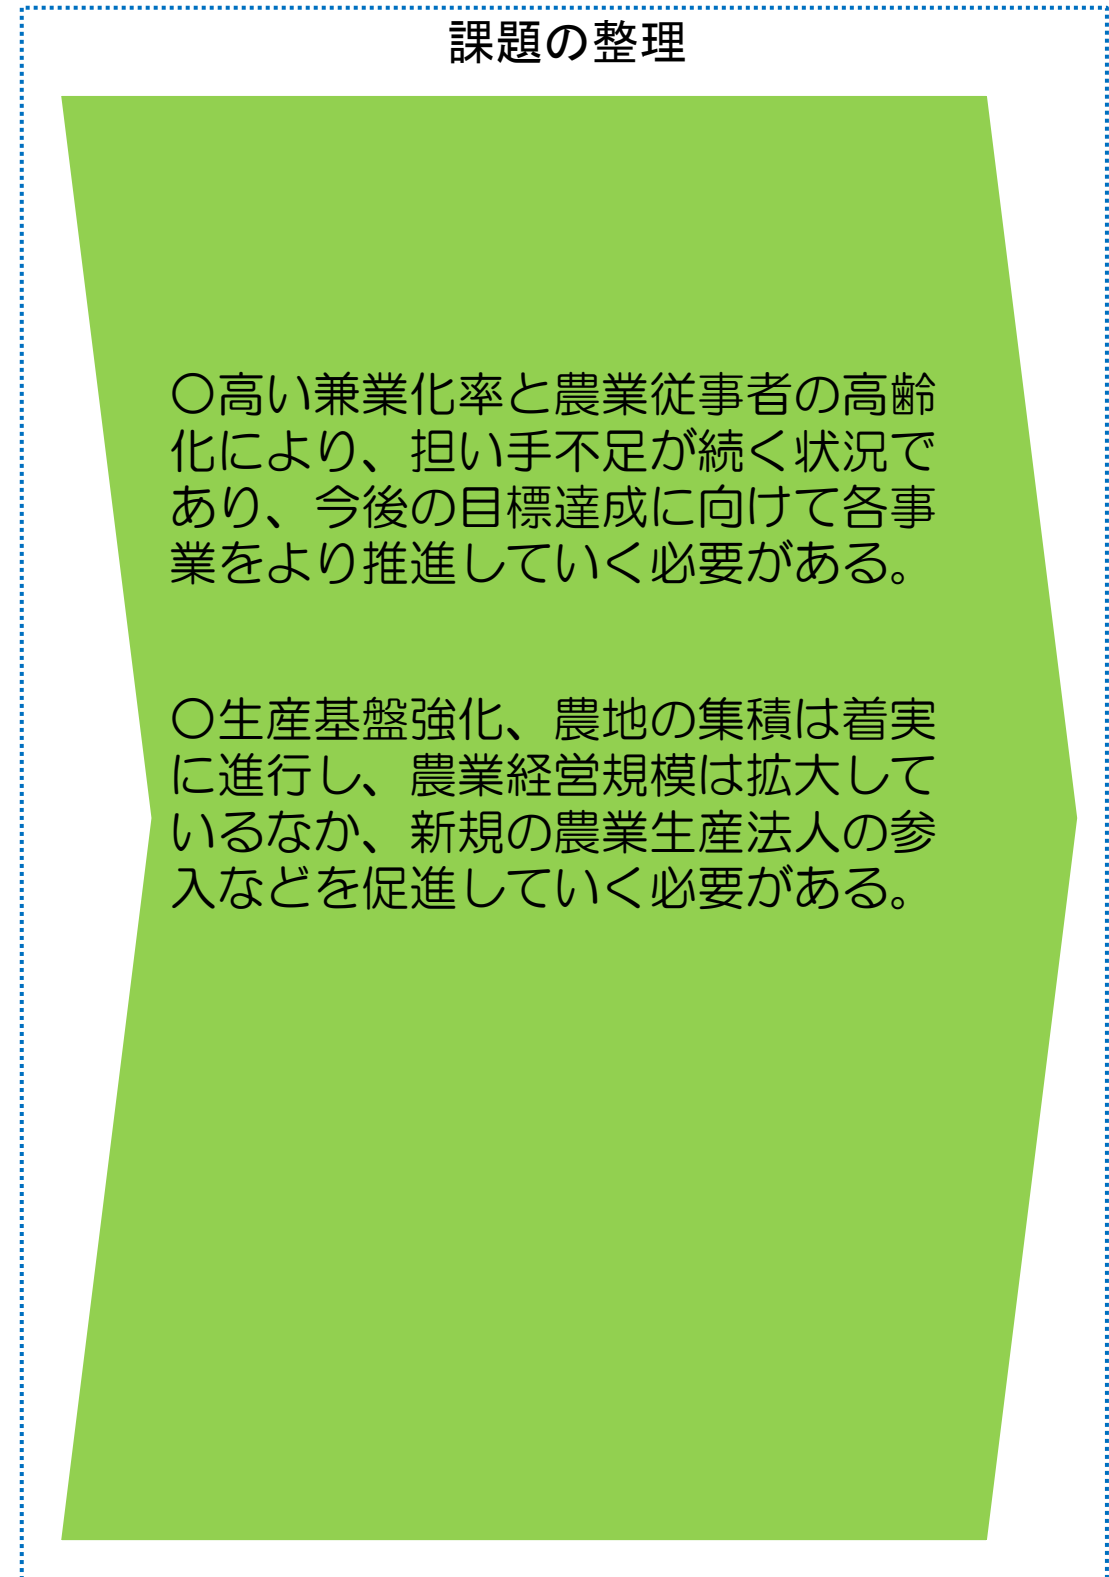 課題の整理
〇高い兼業化率と農業従事者の高齢
化により、担い手不足が続く状況で
あり、今後の目標達成に向けて各事
業をより推進していく必要がある。
〇生産基盤強化、農地の集積は着実
に進行し、農業経営規模は拡大して
いるなか、新規の農業生産法人の参
入などを促進していく必要がある。